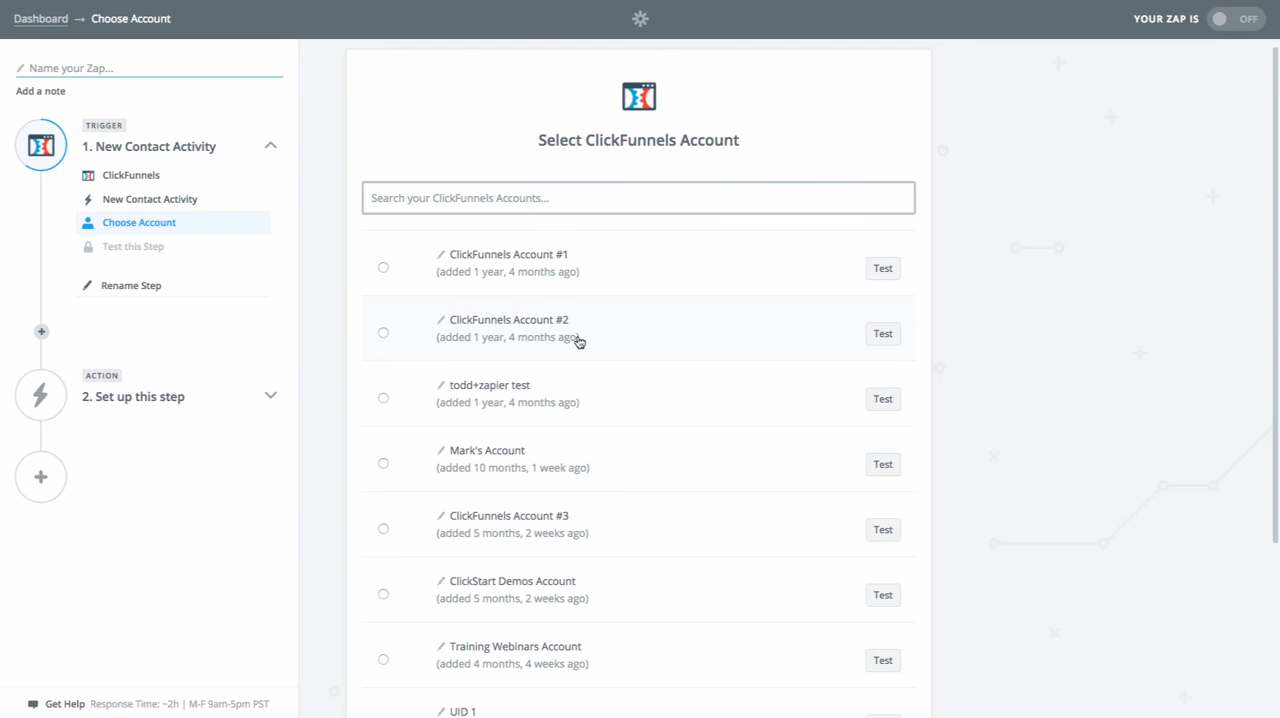 Dashboard → Choose Account
YOUR ZAP IS OFF
Name your Zap...
Add a note
TRIGGER
1. New Contact Activity
ClickFunnels
New Contact Activity
Choose Account
Test this Step
Rename Step
ACTION
2. Set up this step
Get Help Response Time: ~2h | M-F 9am-5pm PST
Select ClickFunnels Account
Search your ClickFunnels Accounts...
ClickFunnels Account #1
(added 1 year, 4 months ago)
Test
ClickFunnels Account #2
(added 1 year, 4 months ago)
Test
todd+zapier test
(added 1 year, 4 months ago)
Test
Mark's Account
(added 10 months, 1 week ago)
Test
ClickFunnels Account #3
(added 5 months, 2 weeks ago)
Test
ClickStart Demos Account
(added 5 months, 2 weeks ago)
Test
Training Webinars Account
(added 4 months, 4 weeks ago)
Test
UID 1